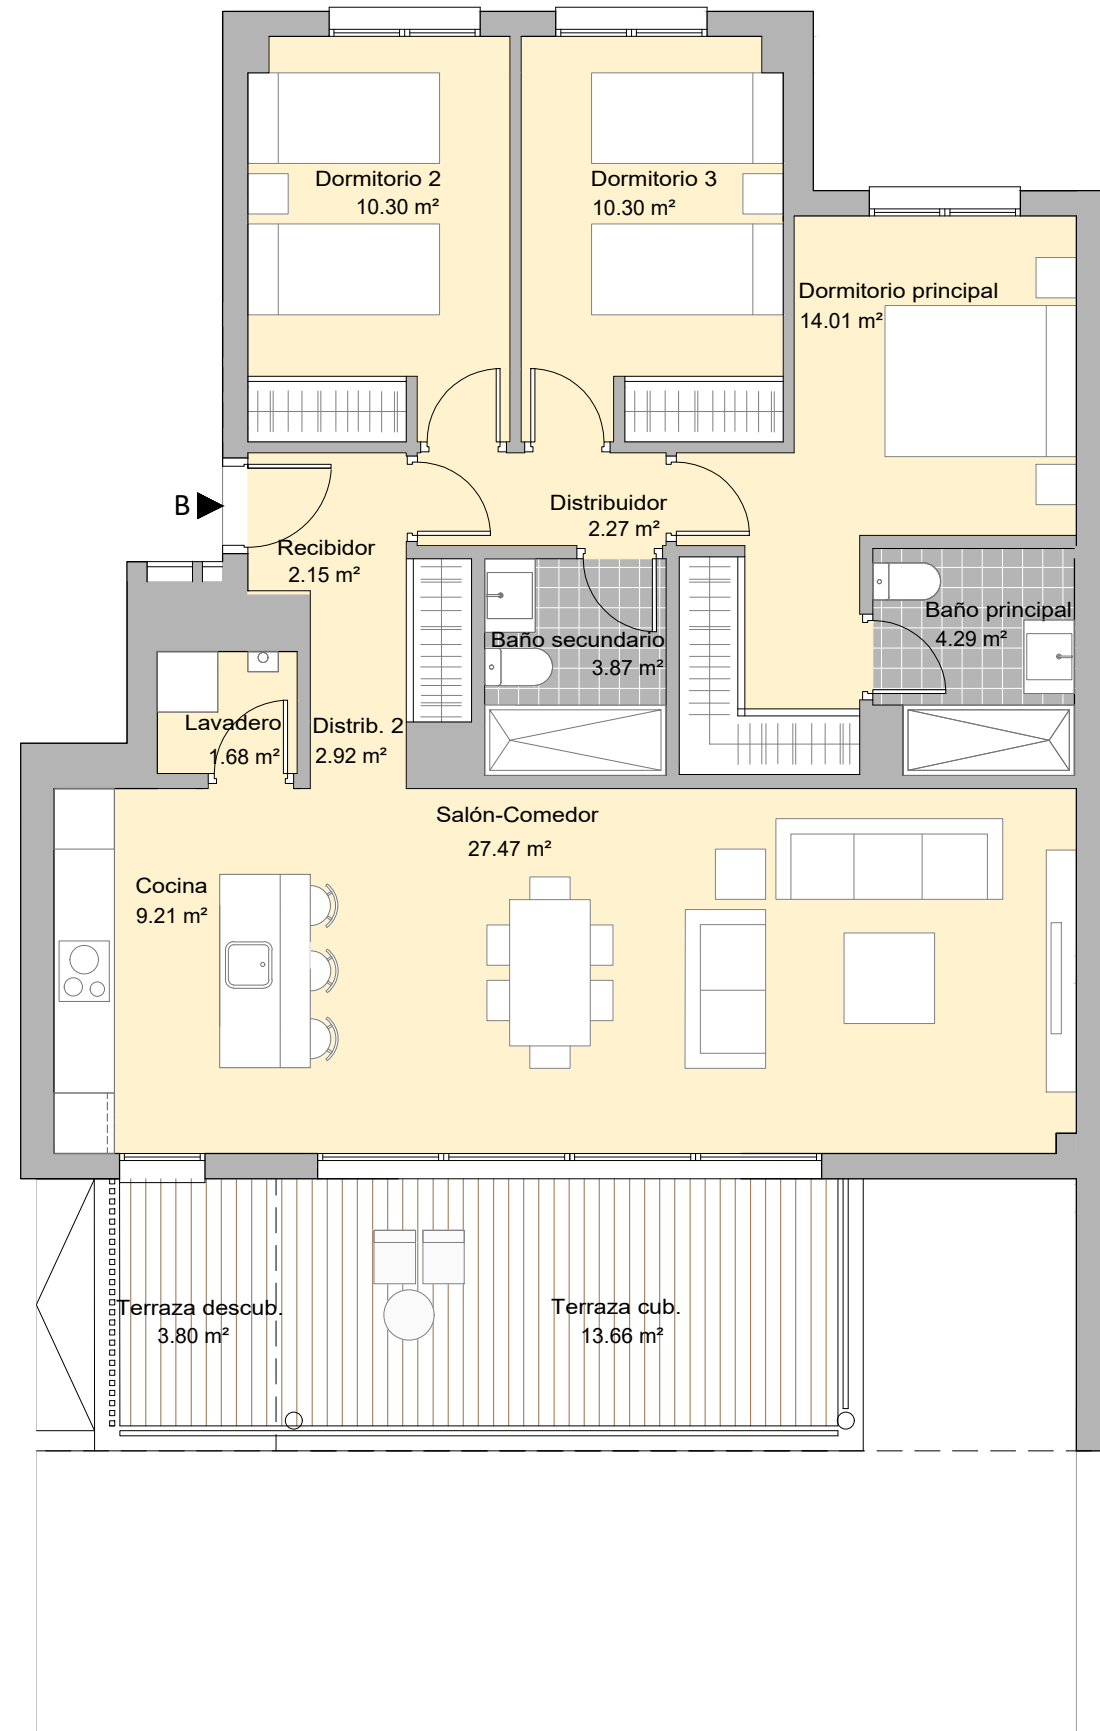 Dormitorio 2
10.30 m²
Dormitorio 3
10.30 m²
Dormitorio principal
14.01 m²
B
Distribuidor
2.27 m²
Recibidor
2.15 m²
Baño secundario
3.87 m²
Baño principal
4.29 m²
Lavadero
1.68 m²
Distrib. 2
2.92 m²
Salón-Comedor
27.47 m²
Cocina
9.21 m²
Terraza descub.
3.80 m²
Terraza cub.
13.66 m²